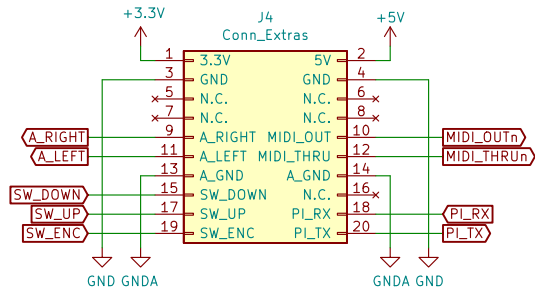 +3.3V J4 +5V
Conn_Extras
1 3.3V 5V 2
3 GND GND 4
5 N.C. N.C. 6
7 N.C. N.C. 8
A_RIGHT 9 A_RIGHT MIDI_OUT 10 MIDI_OUTn
A_LEFT 11 A_LEFT MIDI_THRU 12 MIDI_THRUn
13 A_GND A_GND 14
SW_DOWN 15 SW_DOWN N.C. 16
SW_UP 17 SW_UP PI_RX 18 PI_RX
SW_ENC 19 SW_ENC PI_TX 20 PI_TX
GND GNDA GNDA GND